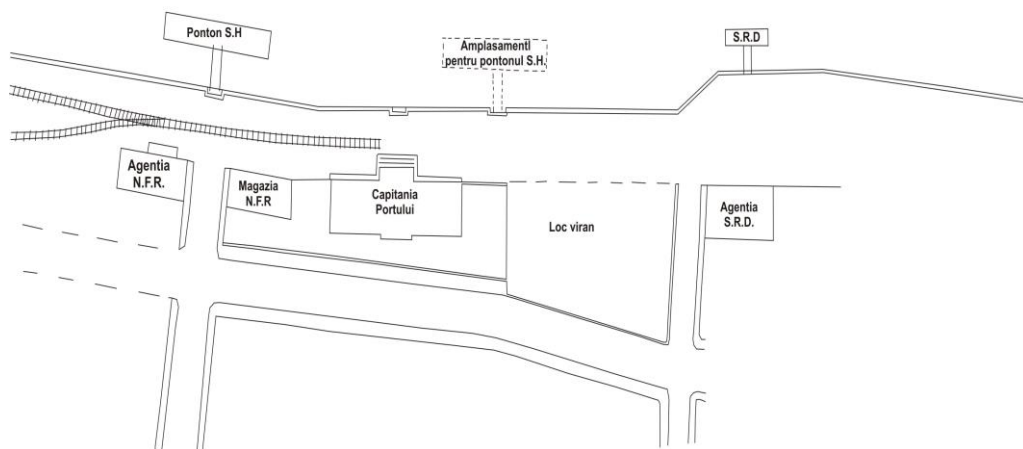 Ponton S.H
Amplasamentl
pentru pontonul S.H.
S.R.D
Agentia
N.F.R.
Magazia
N.F.R
Capitania
Portului
Loc viran
Agentia
S.R.D.